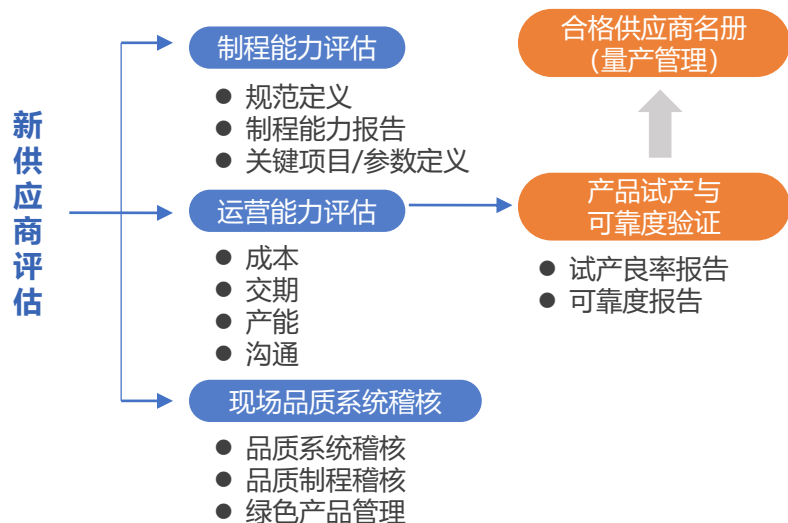 新供应商评估
制程能力评估
● 规范定义
● 制程能力报告
● 关键项目/参数定义
运营能力评估
● 成本
● 交期
● 产能
● 沟通
现场品质系统稽核
● 品质系统稽核
● 品质制程稽核
● 绿色产品管理
合格供应商名册
（量产管理）
产品试产与
可靠度验证
● 试产良率报告
● 可靠度报告